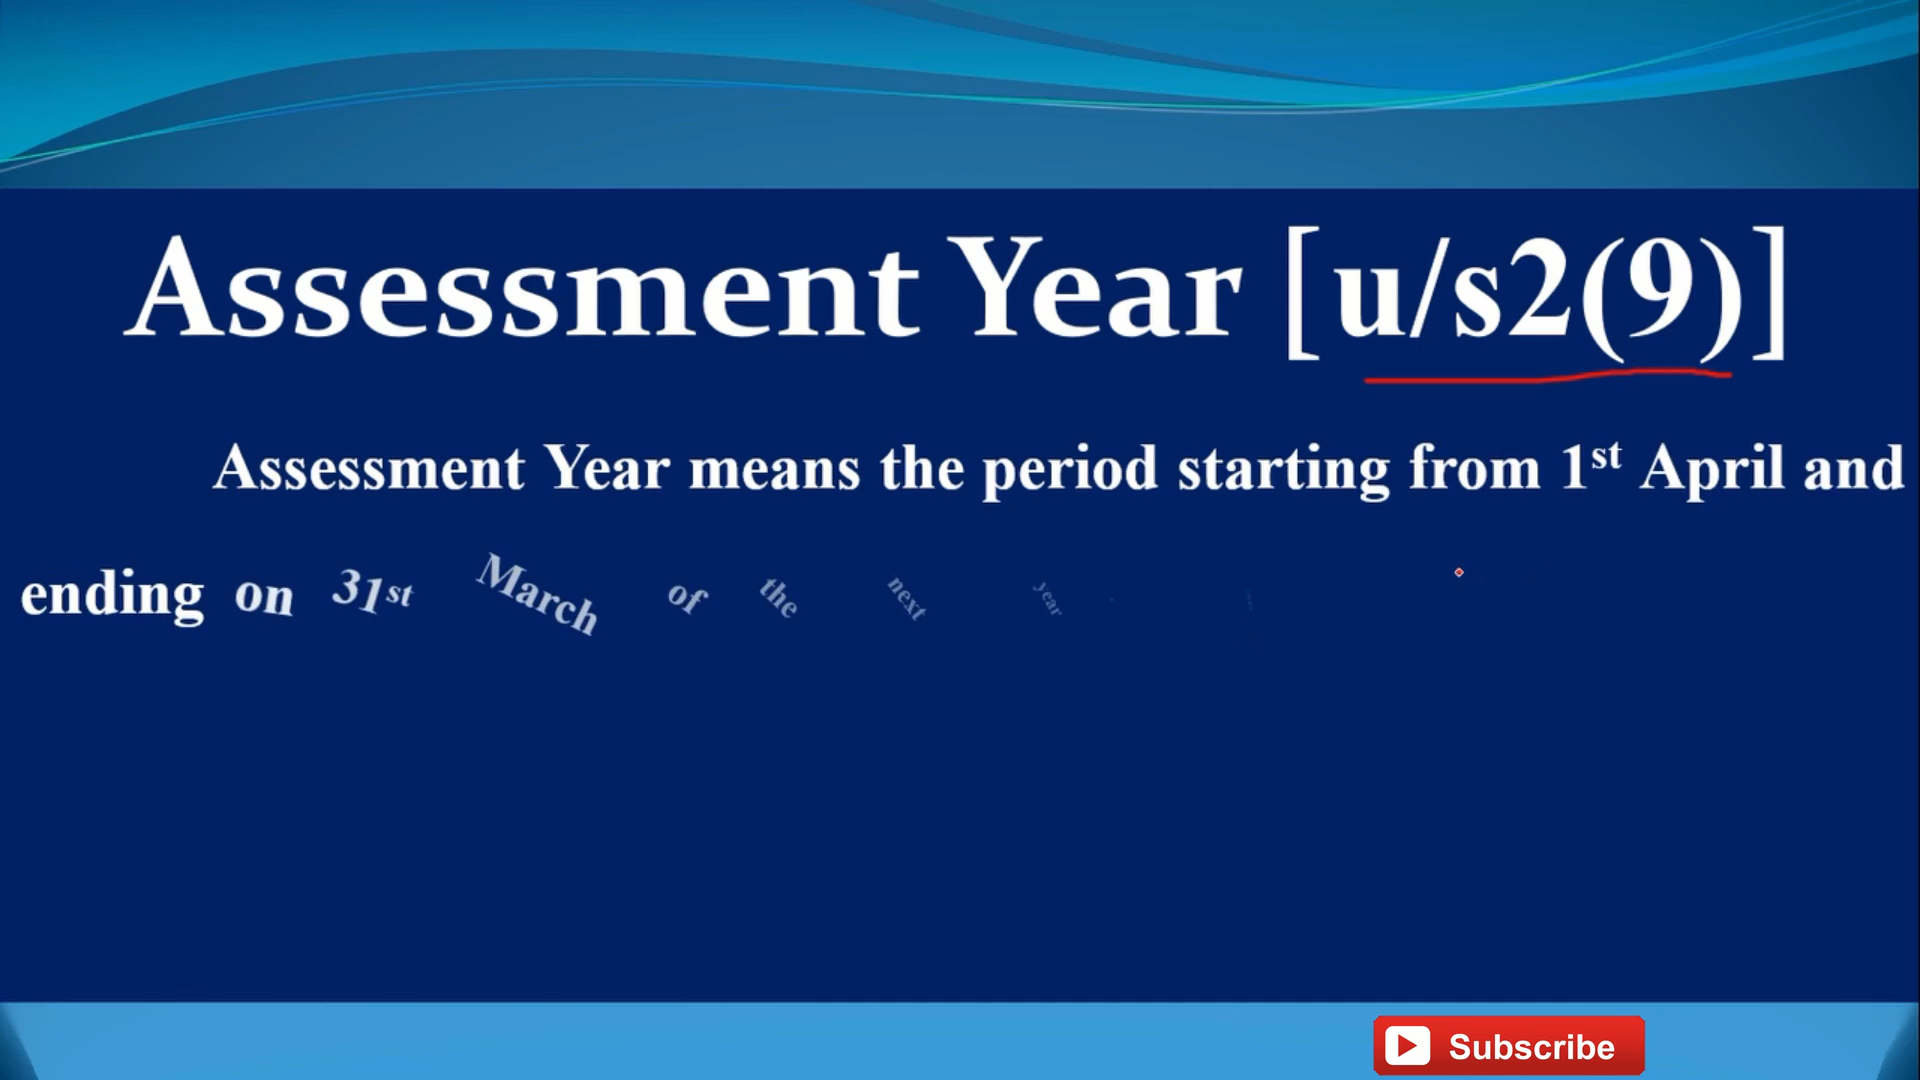 Assessment Year [u/s2(9)]
Assessment Year means the period starting from 1st April and
ending on 31st March of the next year
Subscribe